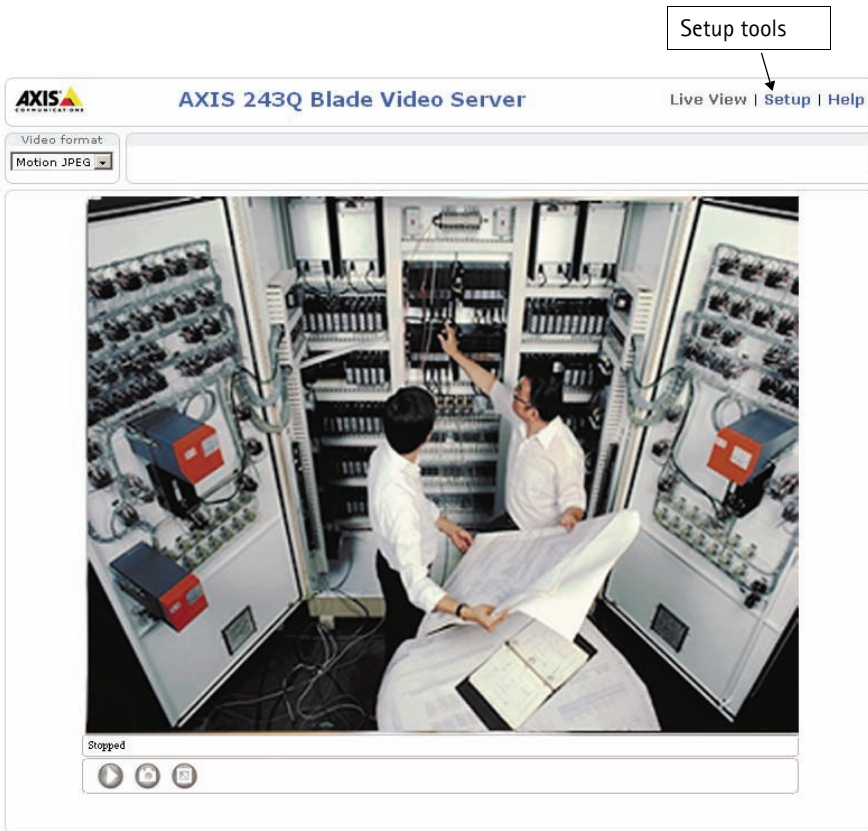 Setup tools
AXIS
COMMUNICATIONS
AXIS 243Q Blade Video Server
Live View | Setup | Help
Video format
Motion JPEG
Stopped